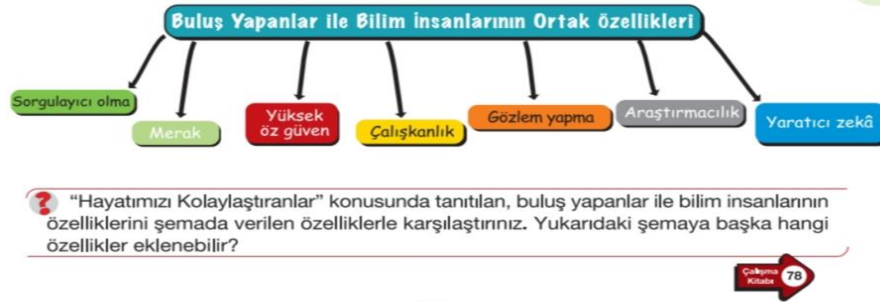 Buluş Yapanlar ile Bilim İnsanlarının Ortak özellikleri
Sorgulayıcı olma
Merak
Yüksek
öz güven
Çalışkanlık
Gözlem yapma
Araştırmacılık
Yaratıcı zekâ
? “Hayatımızı Kolaylaştıranlar” konusunda tanıtılan, buluş yapanlar ile bilim insanlarının
özelliklerini şemada verilen özelliklerle karşılaştırınız. Yukarıdaki şemaya başka hangi
özellikler eklenebilir?
Çalışma
Kitabı
78